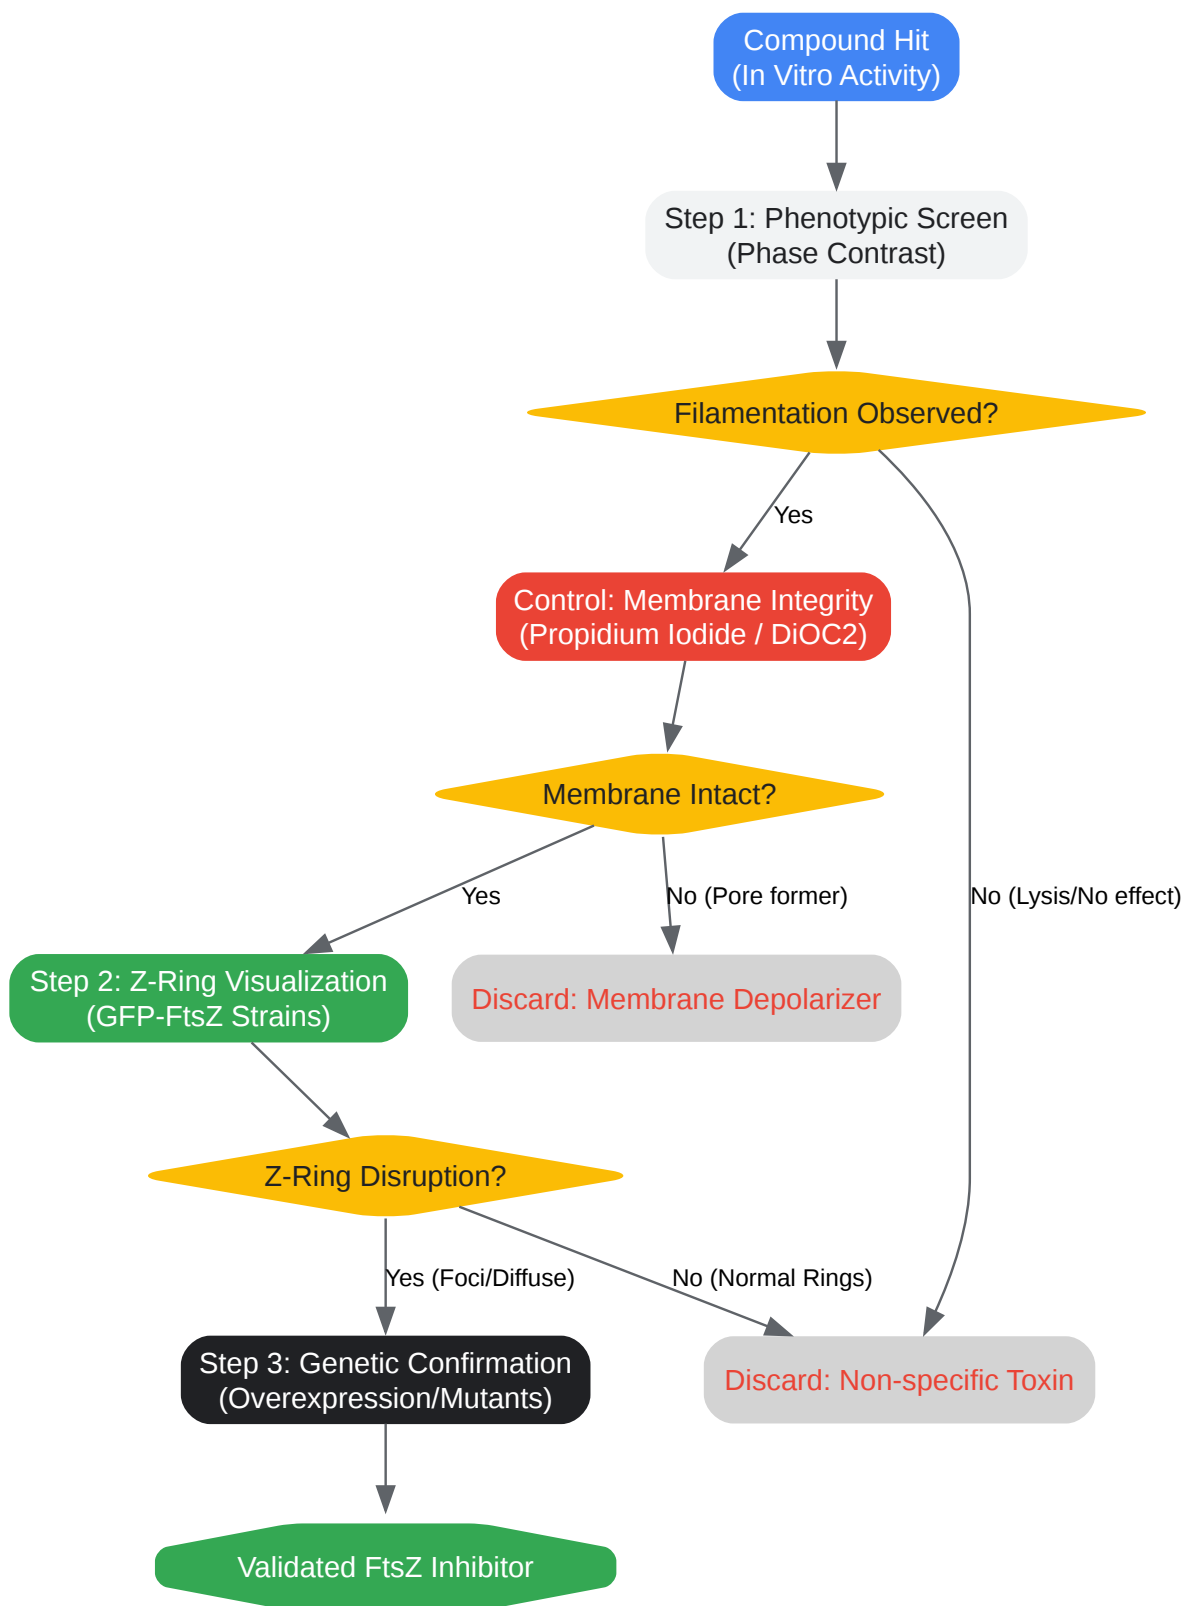 Compound Hit
(In Vitro Activity)
Step 1: Phenotypic Screen
(Phase Contrast)
Filamentation Observed?
Yes
Control: Membrane Integrity
(Propidium Iodide / DiOC2)
Membrane Intact?
Yes
No (Pore former)
No (Lysis/No effect)
Step 2: Z-Ring Visualization
(GFP-FtsZ Strains)
Discard: Membrane Depolarizer
Z-Ring Disruption?
Yes (Foci/Diffuse)
No (Normal Rings)
Step 3: Genetic Confirmation
(Overexpression/Mutants)
Discard: Non-specific Toxin
Validated FtsZ Inhibitor